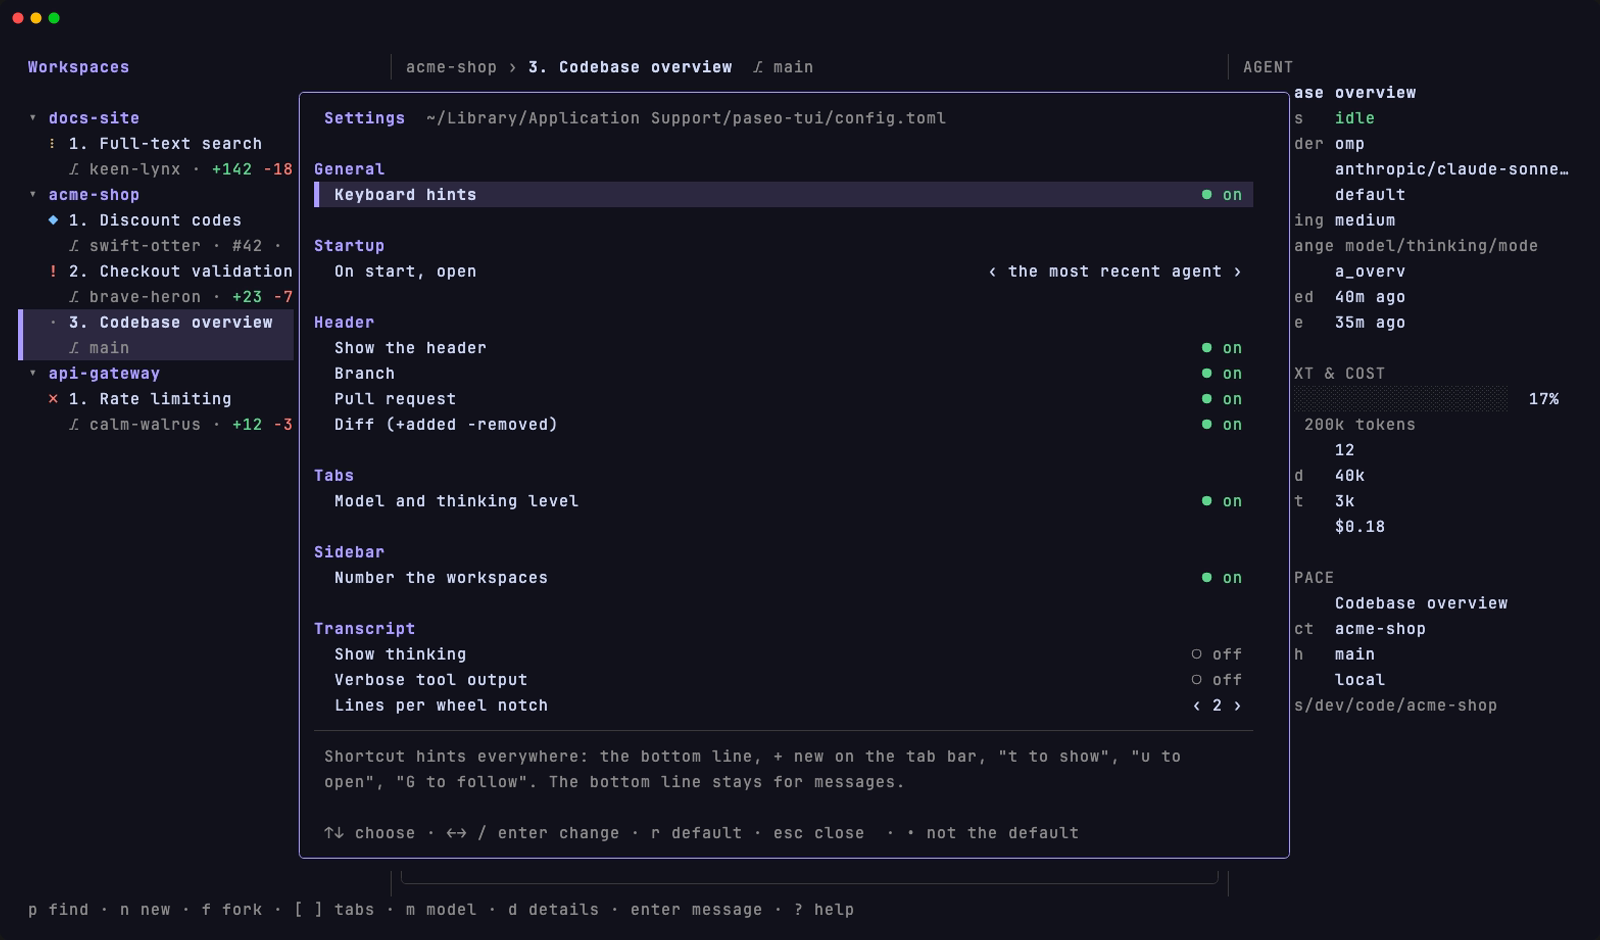 Workspaces
acme-shop › 3. Codebase overview main
AGENT
▾ docs-site
⁝ 1. Full-text search
keen-lynx · +142 -18
▾ acme-shop
◆ 1. Discount codes
swift-otter · #42 ·
! 2. Checkout validation
brave-heron · +23 -7
· 3. Codebase overview
main
▾ api-gateway
✕ 1. Rate limiting
calm-walrus · +12 -3
Settings ~/Library/Application Support/paseo-tui/config.toml
General
Keyboard hints ● on
Startup
On start, open ‹ the most recent agent ›
Header
Show the header ● on
Branch ● on
Pull request ● on
Diff (+added -removed) ● on
Tabs
Model and thinking level ● on
Sidebar
Number the workspaces ● on
Transcript
Show thinking ○ off
Verbose tool output ○ off
Lines per wheel notch ‹ 2 ›
Shortcut hints everywhere: the bottom line, + new on the tab bar, "t to show", "u to
open", "G to follow". The bottom line stays for messages.
↑↓ choose · ←→ / enter change · r default · esc close · • not the default
ase overview
s idle
der omp
anthropic/claude-sonne…
default
ing medium
ange model/thinking/mode
a_overv
ed 40m ago
e 35m ago
XT & COST
17%
200k tokens
12
d 40k
t 3k
$0.18
PACE
Codebase overview
ct acme-shop
h main
local
s/dev/code/acme-shop
p find · n new · f fork · [ ] tabs · m model · d details · enter message · ? help